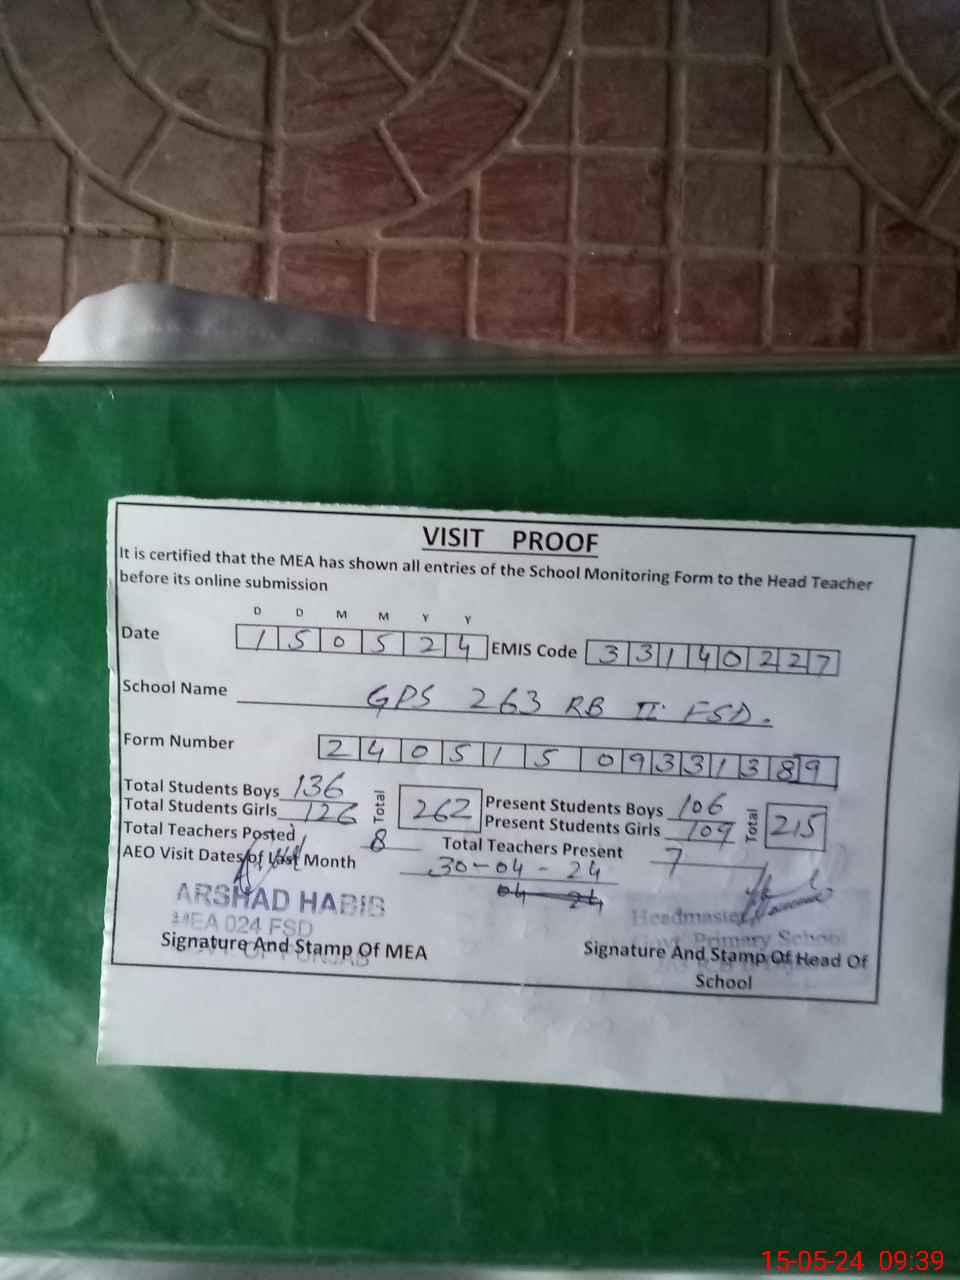 VISIT PROOF
It is certified that the MEA has shown all entries of the School Monitoring Form to the Head Teacher
before its online submission
D D M M Y Y
Date 1 5 0 5 2 4 EMIS Code 3 3 1 4 0 2 2 7
School Name GPS 263 RB II FSD.
Form Number 2 4 0 5 1 5 0 9 3 3 1 3 8 9
Total Students Boys 136 Total 262 Present Students Boys 106 Total 215
Total Students Girls 126 Present Students Girls 109
Total Teachers Posted 8 Total Teachers Present 7
AEO Visit Dates of Last Month 30-04-24
04 24
ARSHAD HABIB
MEA 024 FSD
Headmaster
Primary School
Signature And Stamp Of MEA
Signature And Stamp Of Head Of
School
15-05-24 09:39